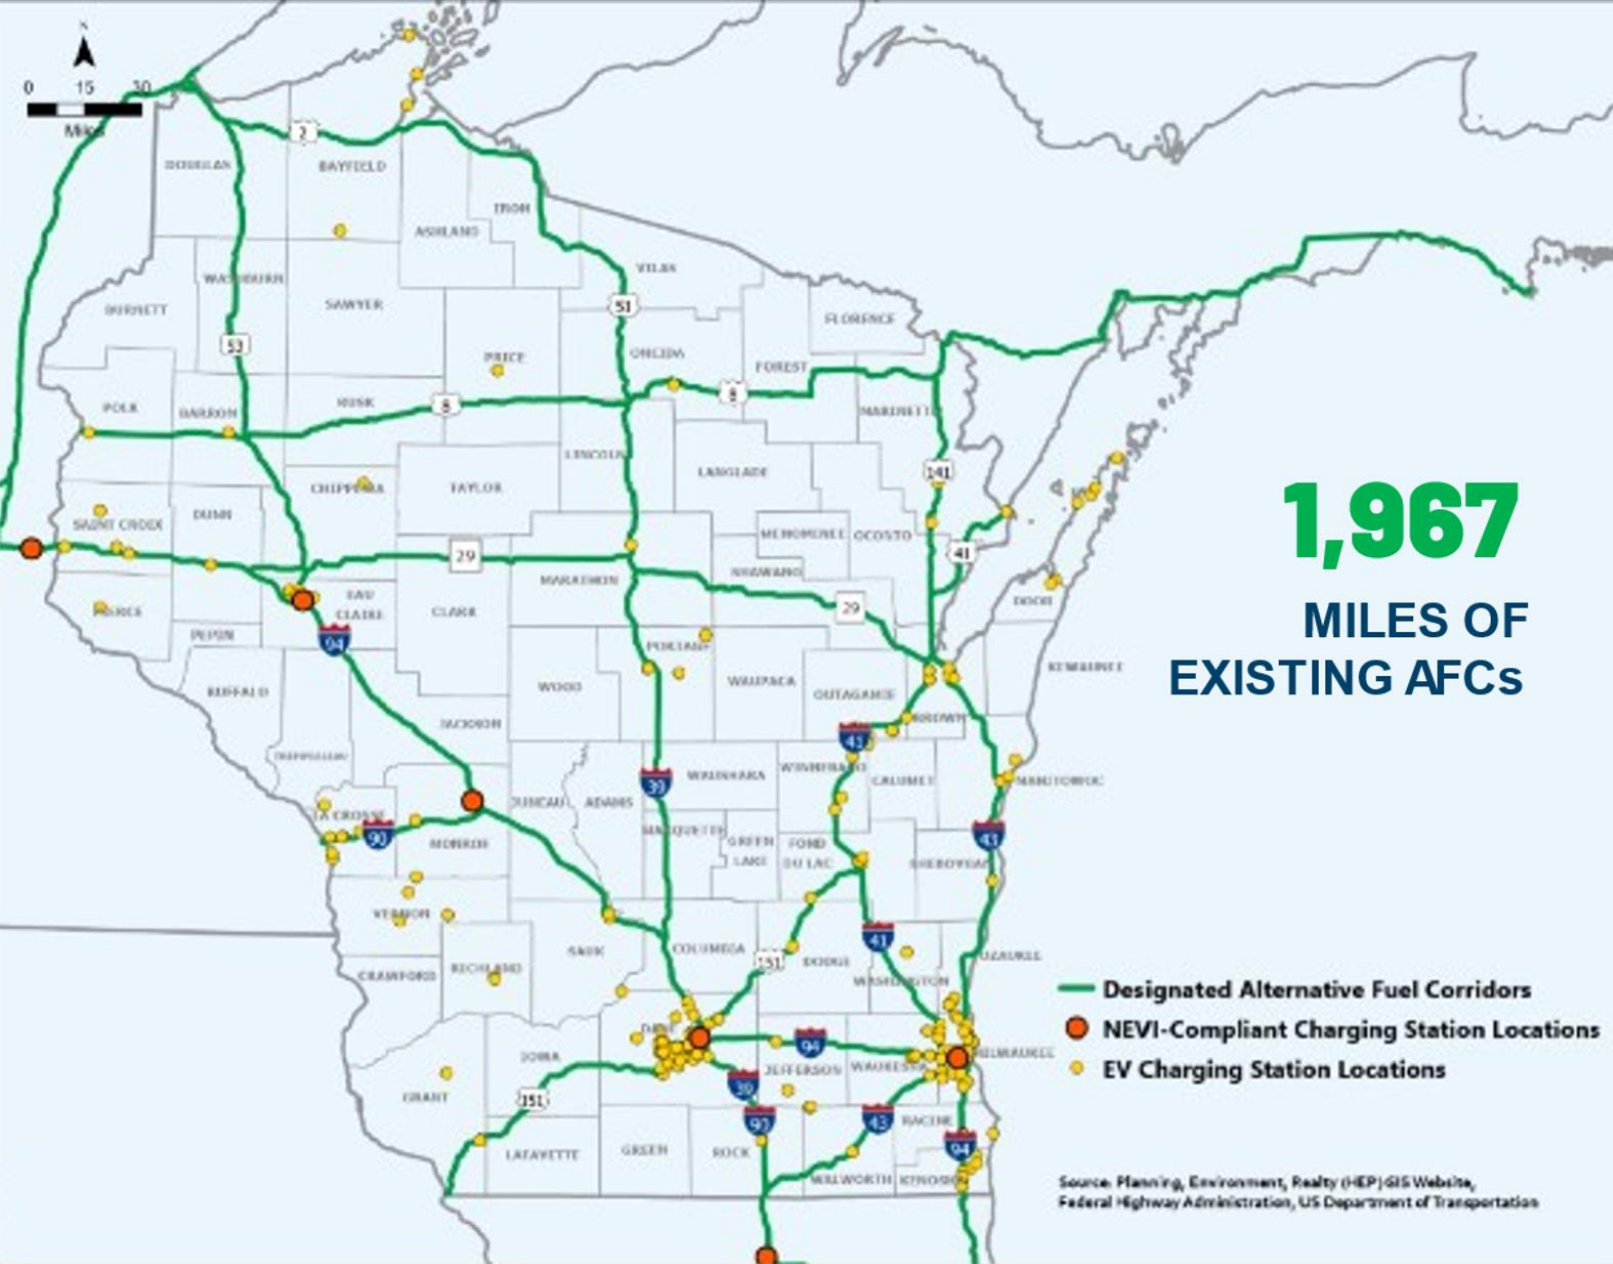 N
0 15 30
Miles
2
DOUGLAS
BAYFIELD
IRON
ASHLAND
VILAS
WASHBURN
BURNETT
SAWYER
51
FLORENCE
53
PRICE
ONEIDA
FOREST
POLK
BARRON
RUSK
8
8
MARINETTE
LINCOLN
LANGLADE
141
CHIPPEWA
TAYLOR
SAINT CROIX
DUNN
MENOMINEE
OCONTO
41
29
SHAWANO
MARATHON
1,967
MILES OF
EXISTING AFCs
PIERCE
EAU
CLAIRE
CLARK
29
DOOR
PEPIN
94
PORTAGE
KEWAUNEE
BUFFALO
WOOD
WAUPACA
OUTAGAMIE
JACKSON
BROWN
41
TREMPEALEAU
WAUSHARA
WINNEBAGO
CALUMET
MANITOWOC
39
JUNEAU
ADAMS
LA CROSSE
90
MONROE
MARQUETTE
GREEN
LAKE
FOND
DU LAC
43
SHEBOYGAN
VERNON
SAUK
COLUMBIA
151
DODGE
41
OZAUKEE
CRAWFORD
RICHLAND
WASHINGTON
Designated Alternative Fuel Corridors
DANE
NEVI-Compliant Charging Station Locations
94
MILWAUKEE
IOWA
JEFFERSON
WAUKESHA
EV Charging Station Locations
39
GRANT
151
90
43
RACINE
94
LAFAYETTE
GREEN
ROCK
WALWORTH
KENOSHA
Source: Planning, Environment, Realty (HEP) GIS Website,
Federal Highway Administration, US Department of Transportation